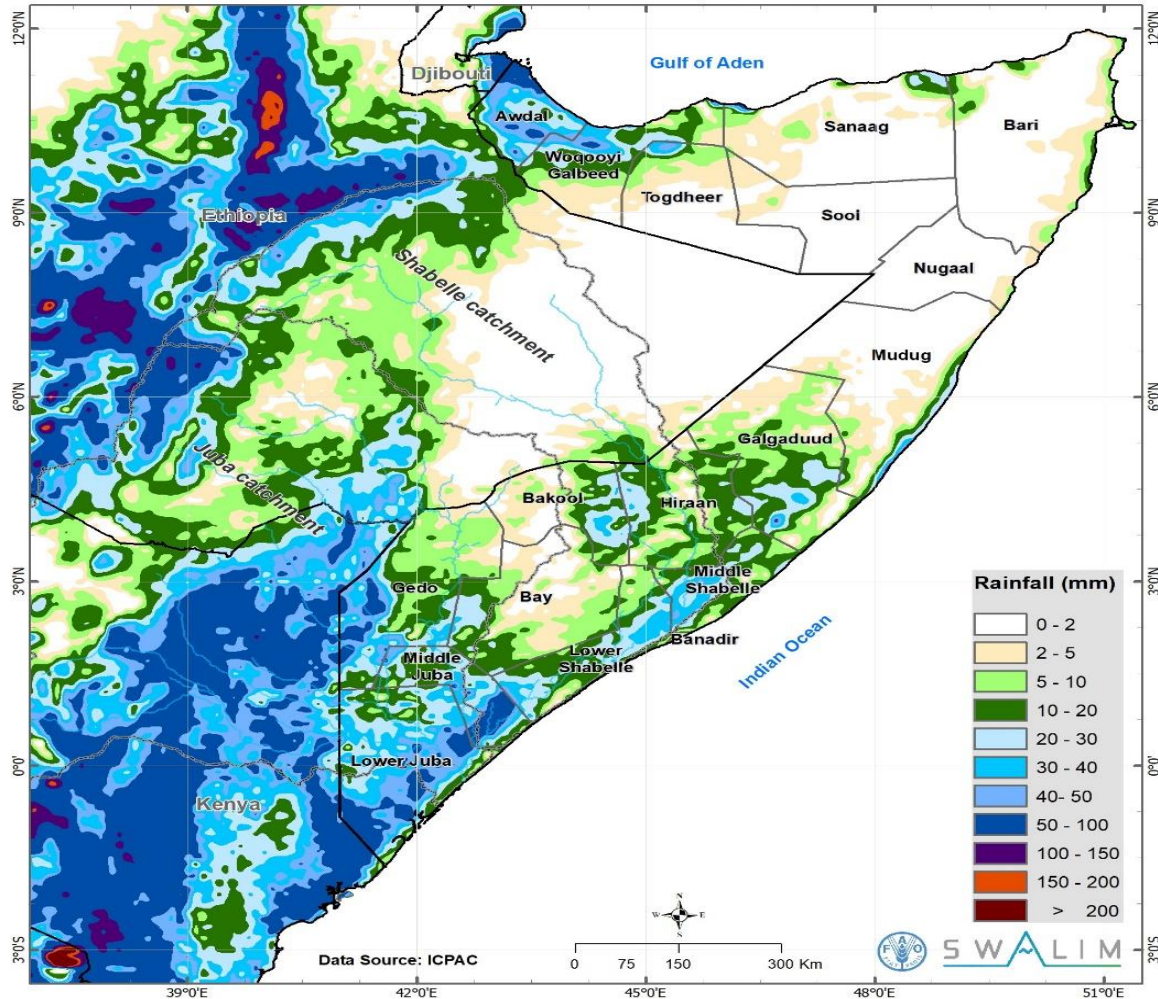 12°0'N
12°0'N
Djibouti
Gulf of Aden
Awdal
Sanaag
Bari
Woqooyi
Galbeed
Togdheer
9°0'N
Ethiopia
Sool
9°0'N
Nugaal
Shabelle catchment
Mudug
6°0'N
6°0'N
Galgaduud
Juba catchment
Bakool
Hiraan
3°0'N
Gedo
Bay
Middle
Shabelle
3°0'N
Banadir
Indian Ocean
Middle
Juba
Lower
Shabelle
Lower Juba
0°0'
0°0'
Kenya
Rainfall (mm)
0 - 2
2 - 5
5 - 10
10 - 20
20 - 30
30 - 40
40- 50
50 - 100
100 - 150
150 - 200
> 200
N
W E
S
Data Source: ICPAC
0 75 150 300 Km
FAO
SWALIM
3°0'S
3°0'S
39°0'E 42°0'E 45°0'E 48°0'E 51°0'E